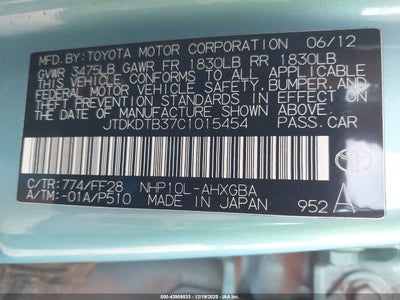 MFD. BY: TOYOTA MOTOR CORPORATION 06/12
GVWR 3475LB GAWR FR 1830LB RR 1830LB
THIS VEHICLE CONFORMS TO ALL APPLICABLE
FEDERAL MOTOR VEHICLE SAFETY, BUMPER, AND
THEFT PREVENTION STANDARDS IN EFFECT ON
THE DATE OF MANUFACTURE SHOWN ABOVE.
JTDKDTB37C1015454 PASS.CAR
C/TR: 774/FF28 NHP10L-AHXGBA
A/TM: -01A/P510 MADE IN JAPAN 952 A
TOYOTA
000-43909533 - 12/19/2025 - IAA Inc.